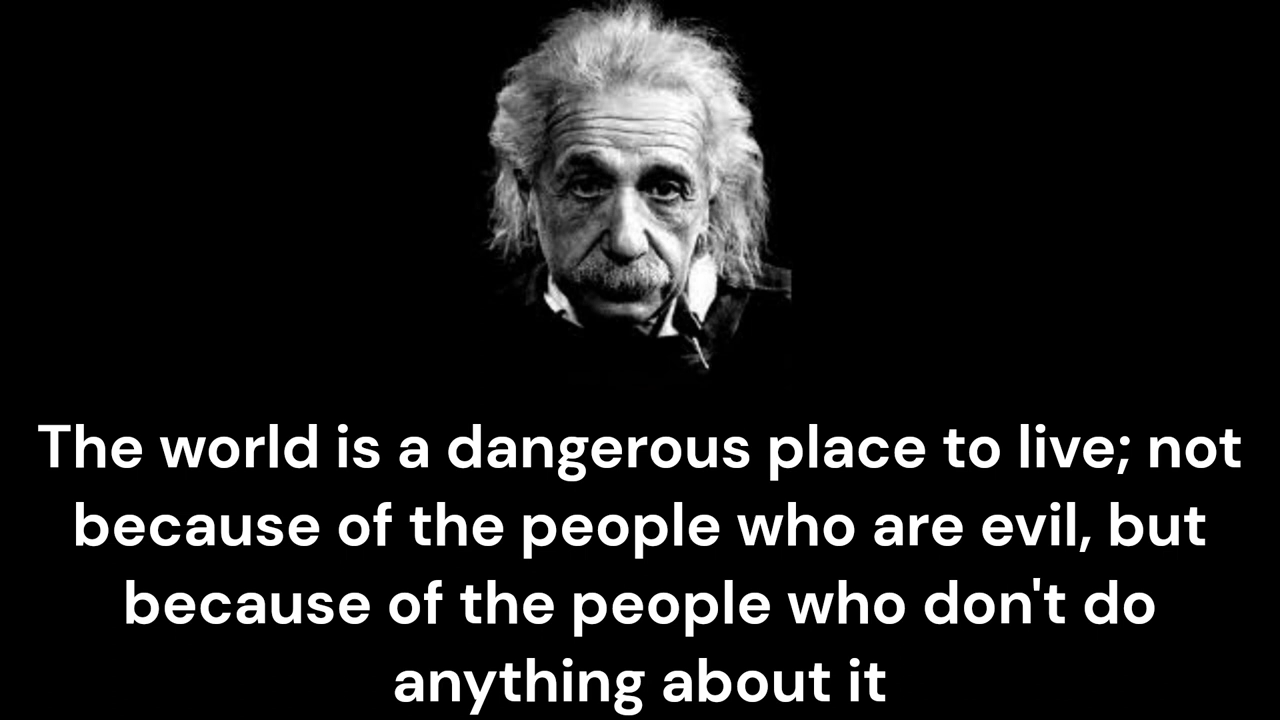 The world is a dangerous place to live; not
because of the people who are evil, but
because of the people who don't do
anything about it